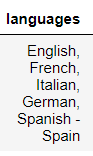 languages
English,
French,
Italian,
German,
Spanish -
Spain